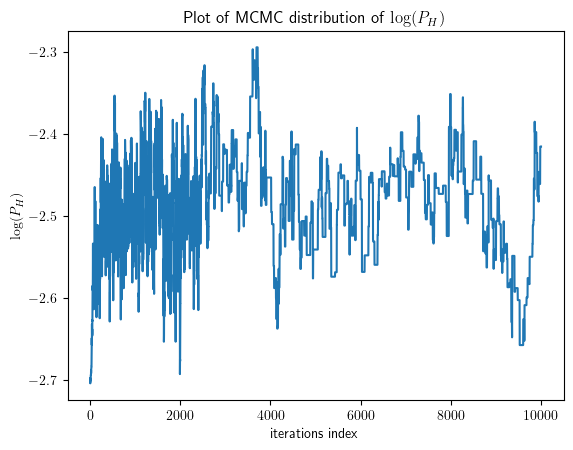 Plot of MCMC distribution of log(P_H)
log(P_H)
−2.3
−2.4
−2.5
−2.6
−2.7
0 2000 4000 6000 8000 10000
iterations index